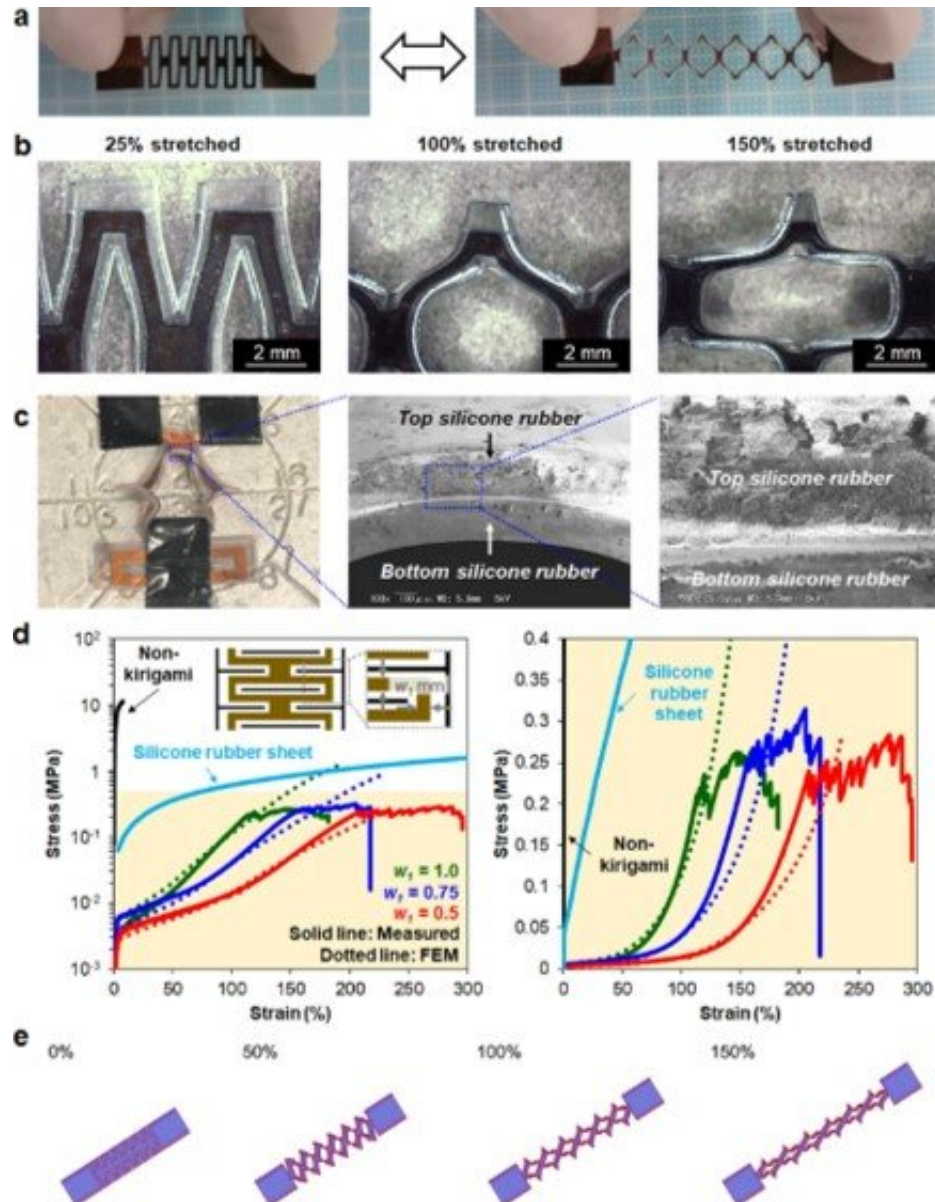 a
b
25% stretched 100% stretched 150% stretched
2 mm 2 mm 2 mm
c
Top silicone rubber
Bottom silicone rubber
Top silicone rubber
Bottom silicone rubber
d
Stress (MPa)
10²
10
1
10⁻¹
10⁻²
10⁻³
Non-
kirigami
w₁ mm
Silicone rubber sheet
w₁ = 1.0
w₁ = 0.75
w₁ = 0.5
Solid line: Measured
Dotted line: FEM
0 50 100 150 200 250 300
Strain (%)
Stress (MPa)
0.4
0.35
0.3
0.25
0.2
0.15
0.1
0.05
0
Silicone
rubber
sheet
Non-
kirigami
0 50 100 150 200 250 300
Strain (%)
e
0% 50% 100% 150%